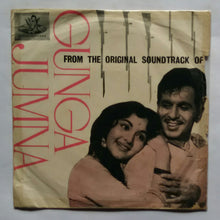 FROM THE ORIGINAL SOUNDTRACK OF
GUNGA
JUMNA